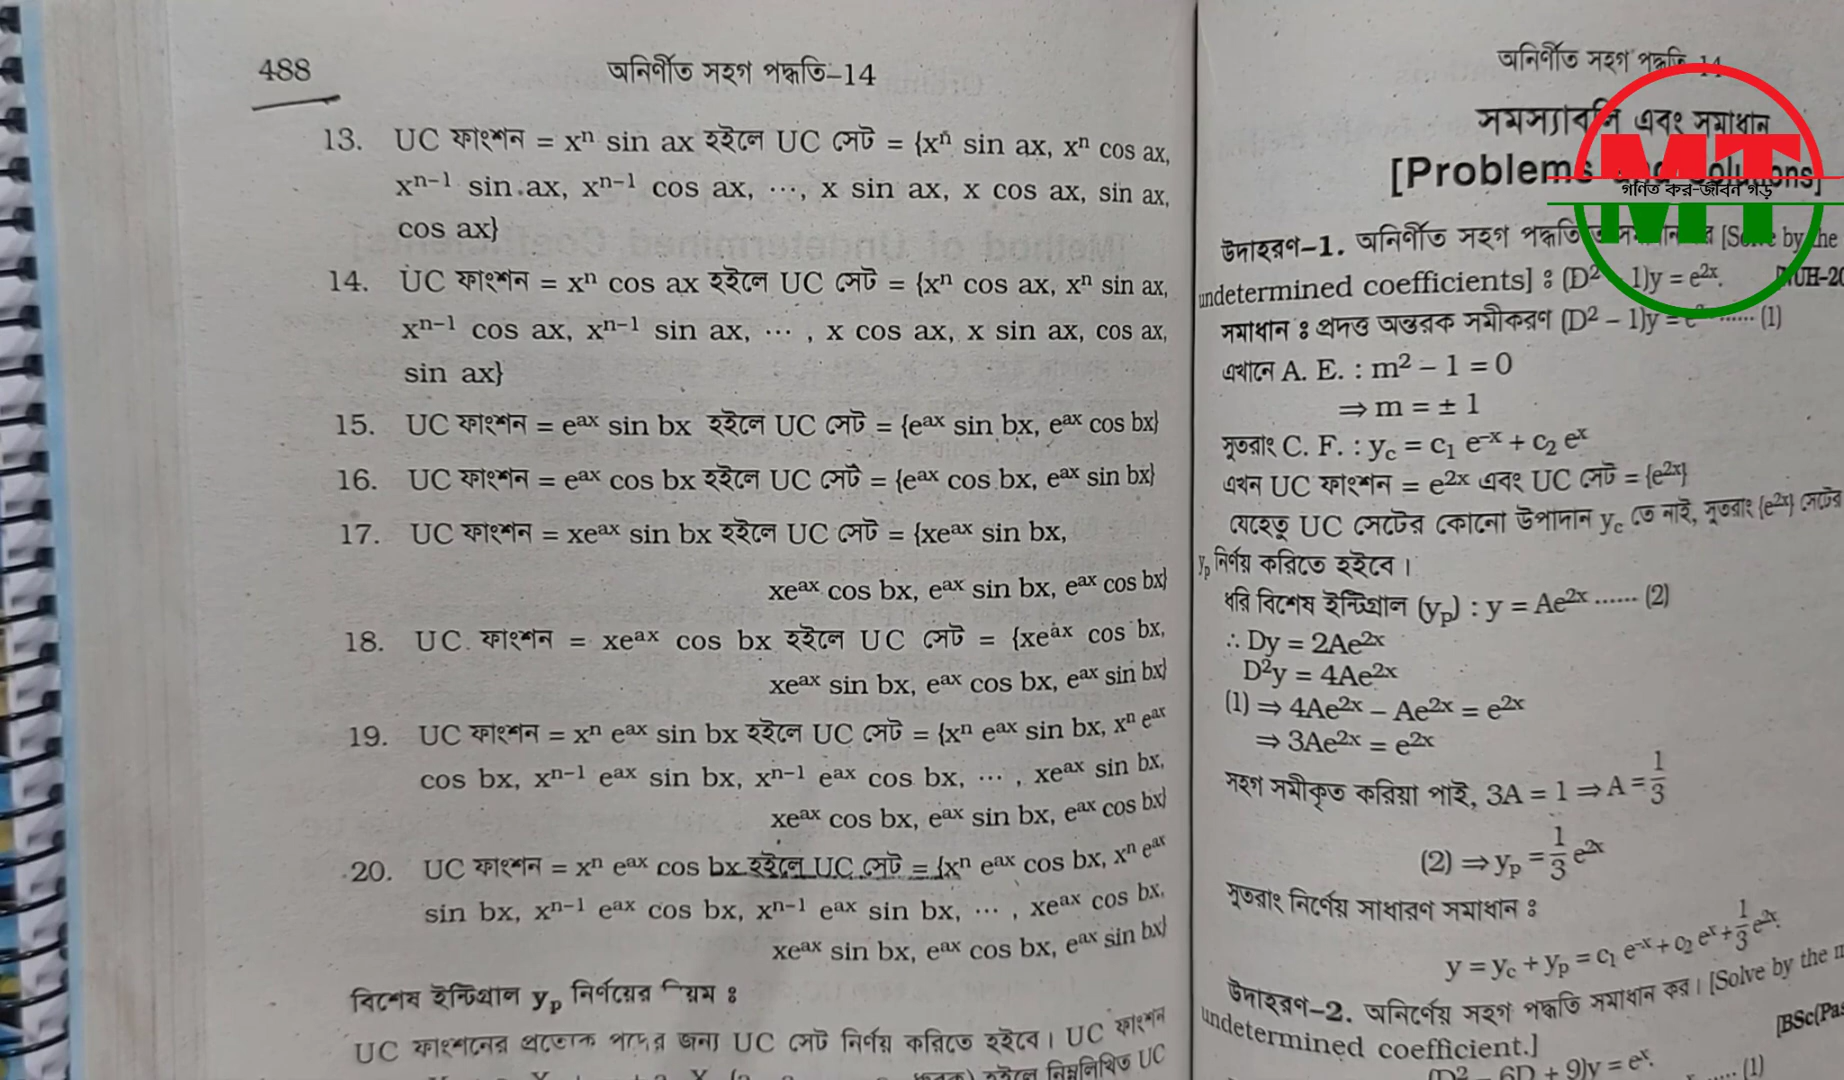 488
অনির্ণীত সহগ পদ্ধতি–14
13. UC ফাংশন = xⁿ sin ax হইলে UC সেট = {xⁿ sin ax, xⁿ cos ax,
xⁿ⁻¹ sin ax, xⁿ⁻¹ cos ax, ⋯, x sin ax, x cos ax, sin ax,
cos ax}
14. UC ফাংশন = xⁿ cos ax হইলে UC সেট = {xⁿ cos ax, xⁿ sin ax,
xⁿ⁻¹ cos ax, xⁿ⁻¹ sin ax, ⋯ , x cos ax, x sin ax, cos ax,
sin ax}
15. UC ফাংশন = eᵃˣ sin bx হইলে UC সেট = {eᵃˣ sin bx, eᵃˣ cos bx}
16. UC ফাংশন = eᵃˣ cos bx হইলে UC সেট = {eᵃˣ cos bx, eᵃˣ sin bx}
17. UC ফাংশন = xeᵃˣ sin bx হইলে UC সেট = {xeᵃˣ sin bx,
xeᵃˣ cos bx, eᵃˣ sin bx, eᵃˣ cos bx}
18. UC ফাংশন = xeᵃˣ cos bx হইলে UC সেট = {xeᵃˣ cos bx,
xeᵃˣ sin bx, eᵃˣ cos bx, eᵃˣ sin bx}
19. UC ফাংশন = xⁿ eᵃˣ sin bx হইলে UC সেট = {xⁿ eᵃˣ sin bx, xⁿ eᵃˣ
cos bx, xⁿ⁻¹ eᵃˣ sin bx, xⁿ⁻¹ eᵃˣ cos bx, ⋯ , xeᵃˣ sin bx,
xeᵃˣ cos bx, eᵃˣ sin bx, eᵃˣ cos bx}
20. UC ফাংশন = xⁿ eᵃˣ cos bx হইলে UC সেট = {xⁿ eᵃˣ cos bx, xⁿ eᵃˣ
sin bx, xⁿ⁻¹ eᵃˣ cos bx, xⁿ⁻¹ eᵃˣ sin bx, ⋯ , xeᵃˣ cos bx,
xeᵃˣ sin bx, eᵃˣ cos bx, eᵃˣ sin bx}
বিশেষ ইন্টিগ্রাল yₚ নির্ণয়ের নিয়ম ঃ
UC ফাংশনের প্রত্যেক পদের জন্য UC সেট নির্ণয় করিতে হইবে। UC ফাংশন
হইলে নিম্নলিখিত UC
অনির্ণীত সহগ পদ্ধতি–14
সমস্যাবলি এবং সমাধান
[Problems and Solutions]
MT
গণিত কর-জীবন গড়
উদাহরণ–1. অনির্ণীত সহগ পদ্ধতিতে সমাধান কর [Solve by the
undetermined coefficients] ঃ (D² – 1)y = e²ˣ. [NUH-20
সমাধান ঃ প্রদত্ত অন্তরক সমীকরণ (D² – 1)y = e²ˣ ...... (1)
এখানে A. E. : m² – 1 = 0
⇒ m = ± 1
সুতরাং C. F. : y_c = c₁ e⁻ˣ + c₂ eˣ
এখন UC ফাংশন = e²ˣ এবং UC সেট = {e²ˣ}
যেহেতু UC সেটের কোনো উপাদান y_c তে নাই, সুতরাং {e²ˣ} সেটের
yₚ নির্ণয় করিতে হইবে।
ধরি বিশেষ ইন্টিগ্রাল (yₚ) : y = Ae²ˣ ...... (2)
∴ Dy = 2Ae²ˣ
D²y = 4Ae²ˣ
(1) ⇒ 4Ae²ˣ – Ae²ˣ = e²ˣ
⇒ 3Ae²ˣ = e²ˣ
সহগ সমীকৃত করিয়া পাই, 3A = 1 ⇒ A = 1/3
(2) ⇒ yₚ = 1/3 e²ˣ
সুতরাং নির্ণেয় সাধারণ সমাধান ঃ
y = y_c + yₚ = c₁ e⁻ˣ + c₂ eˣ + 1/3 e²ˣ.
উদাহরণ–2. অনির্ণেয় সহগ পদ্ধতি সমাধান কর। [Solve by the m
undetermined coefficient.] [BSc(Pas
(D² – 6D + 9)y = eˣ.
..... (1)